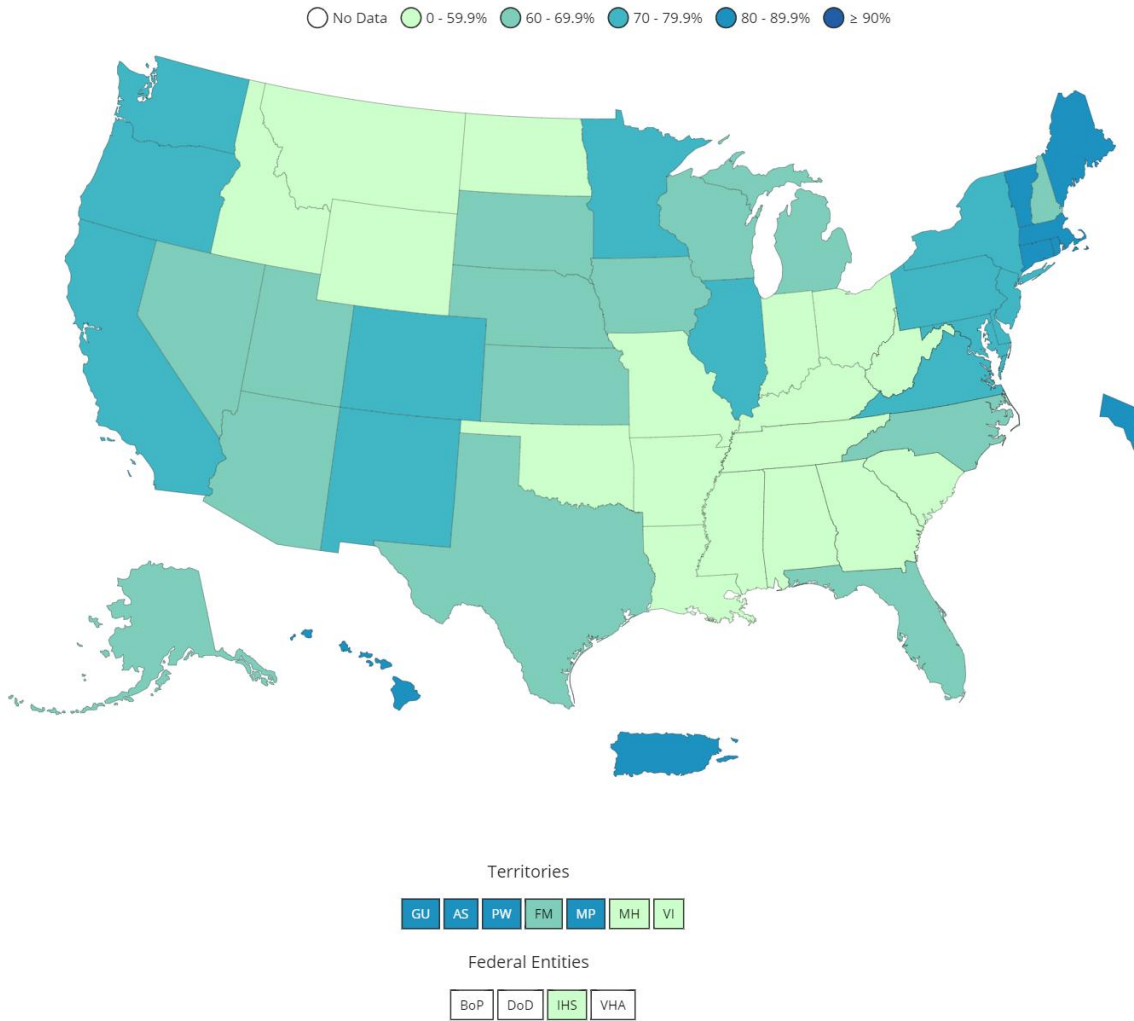 No Data 0 - 59.9% 60 - 69.9% 70 - 79.9% 80 - 89.9% ≥ 90%
Territories
GU AS PW FM MP MH VI
Federal Entities
BoP DoD IHS VHA